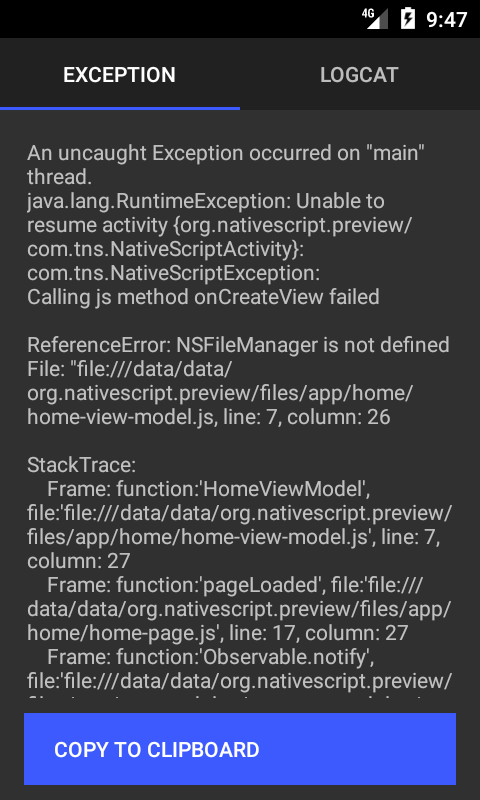 4G 9:47
EXCEPTION LOGCAT
An uncaught Exception occurred on "main"
thread.
java.lang.RuntimeException: Unable to
resume activity {org.nativescript.preview/
com.tns.NativeScriptActivity}:
com.tns.NativeScriptException:
Calling js method onCreateView failed
ReferenceError: NSFileManager is not defined
File: "file:///data/data/
org.nativescript.preview/files/app/home/
home-view-model.js, line: 7, column: 26
StackTrace:
Frame: function:'HomeViewModel',
file:'file:///data/data/org.nativescript.preview/
files/app/home/home-view-model.js', line: 7,
column: 27
Frame: function:'pageLoaded', file:'file:///
data/data/org.nativescript.preview/files/app/
home/home-page.js', line: 17, column: 27
Frame: function:'Observable.notify',
file:'file:///data/data/org.nativescript.preview/
COPY TO CLIPBOARD